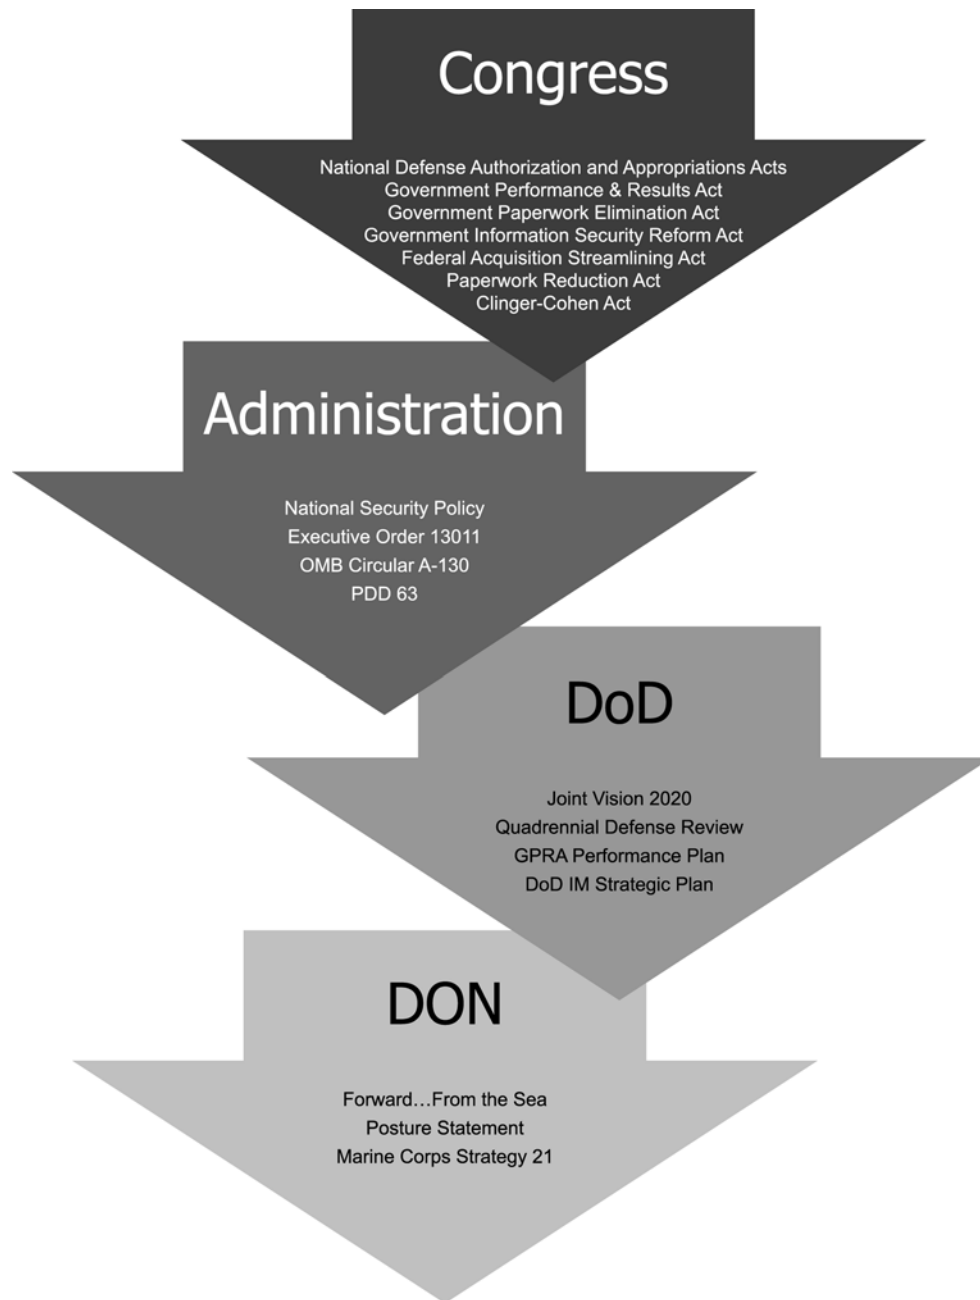 Congress
National Defense Authorization and Appropriations Acts
Government Performance & Results Act
Government Paperwork Elimination Act
Government Information Security Reform Act
Federal Acquisition Streamlining Act
Paperwork Reduction Act
Clinger-Cohen Act
Administration
National Security Policy
Executive Order 13011
OMB Circular A-130
PDD 63
DoD
Joint Vision 2020
Quadrennial Defense Review
GPRA Performance Plan
DoD IM Strategic Plan
DON
Forward…From the Sea
Posture Statement
Marine Corps Strategy 21